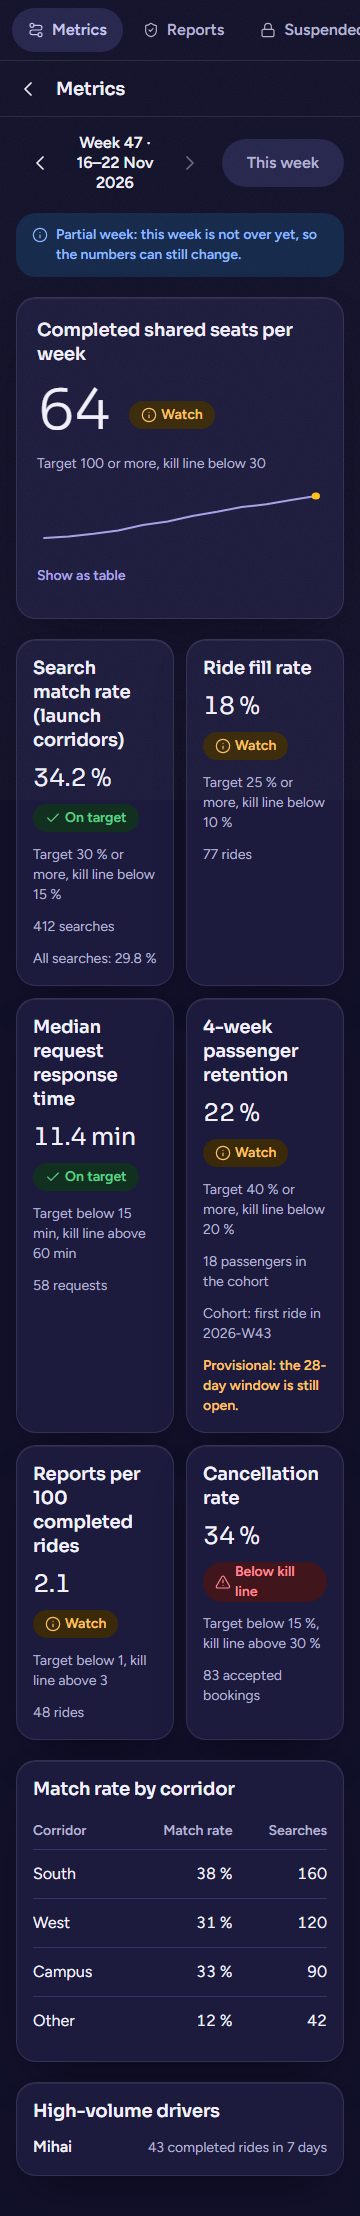 Metrics
Reports
Suspended
Metrics
Week 47 ·
16–22 Nov
2026
This week
Partial week: this week is not over yet, so
the numbers can still change.
Completed shared seats per
week
64
Watch
Target 100 or more, kill line below 30
Show as table
Search
match rate
(launch
corridors)
34.2 %
On target
Target 30 % or
more, kill line below
15 %
412 searches
All searches: 29.8 %
Ride fill rate
18 %
Watch
Target 25 % or
more, kill line below
10 %
77 rides
Median
request
response
time
11.4 min
On target
Target below 15
min, kill line above
60 min
58 requests
4-week
passenger
retention
22 %
Watch
Target 40 % or
more, kill line below
20 %
18 passengers in
the cohort
Cohort: first ride in
2026-W43
Provisional: the 28-
day window is still
open.
Reports per
100
completed
rides
2.1
Watch
Target below 1, kill
line above 3
48 rides
Cancellation
rate
34 %
Below kill
line
Target below 15 %,
kill line above 30 %
83 accepted
bookings
Match rate by corridor
Corridor Match rate Searches
South 38 % 160
West 31 % 120
Campus 33 % 90
Other 12 % 42
High-volume drivers
Mihai 43 completed rides in 7 days